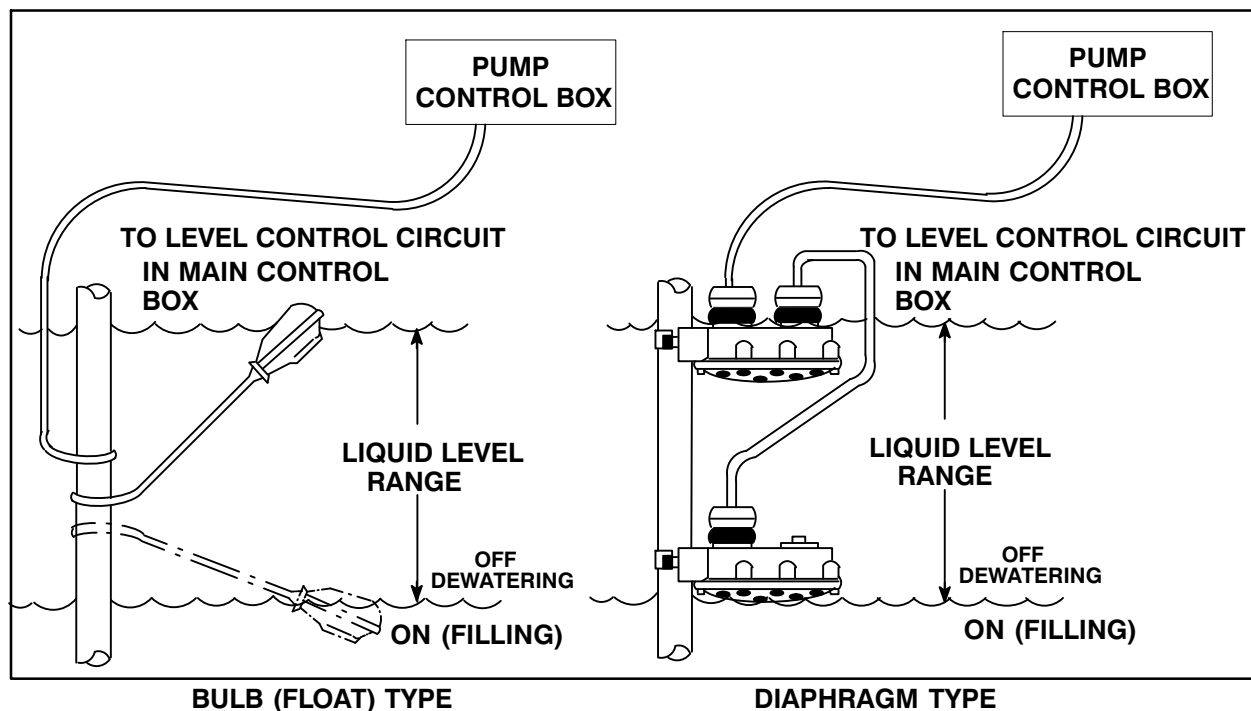 PUMP
CONTROL BOX
TO LEVEL CONTROL CIRCUIT
IN MAIN CONTROL
BOX
LIQUID LEVEL
RANGE
OFF
DEWATERING
ON (FILLING)
BULB (FLOAT) TYPE
PUMP
CONTROL BOX
TO LEVEL CONTROL CIRCUIT
IN MAIN CONTROL
BOX
LIQUID LEVEL
RANGE
OFF
DEWATERING
ON (FILLING)
DIAPHRAGM TYPE